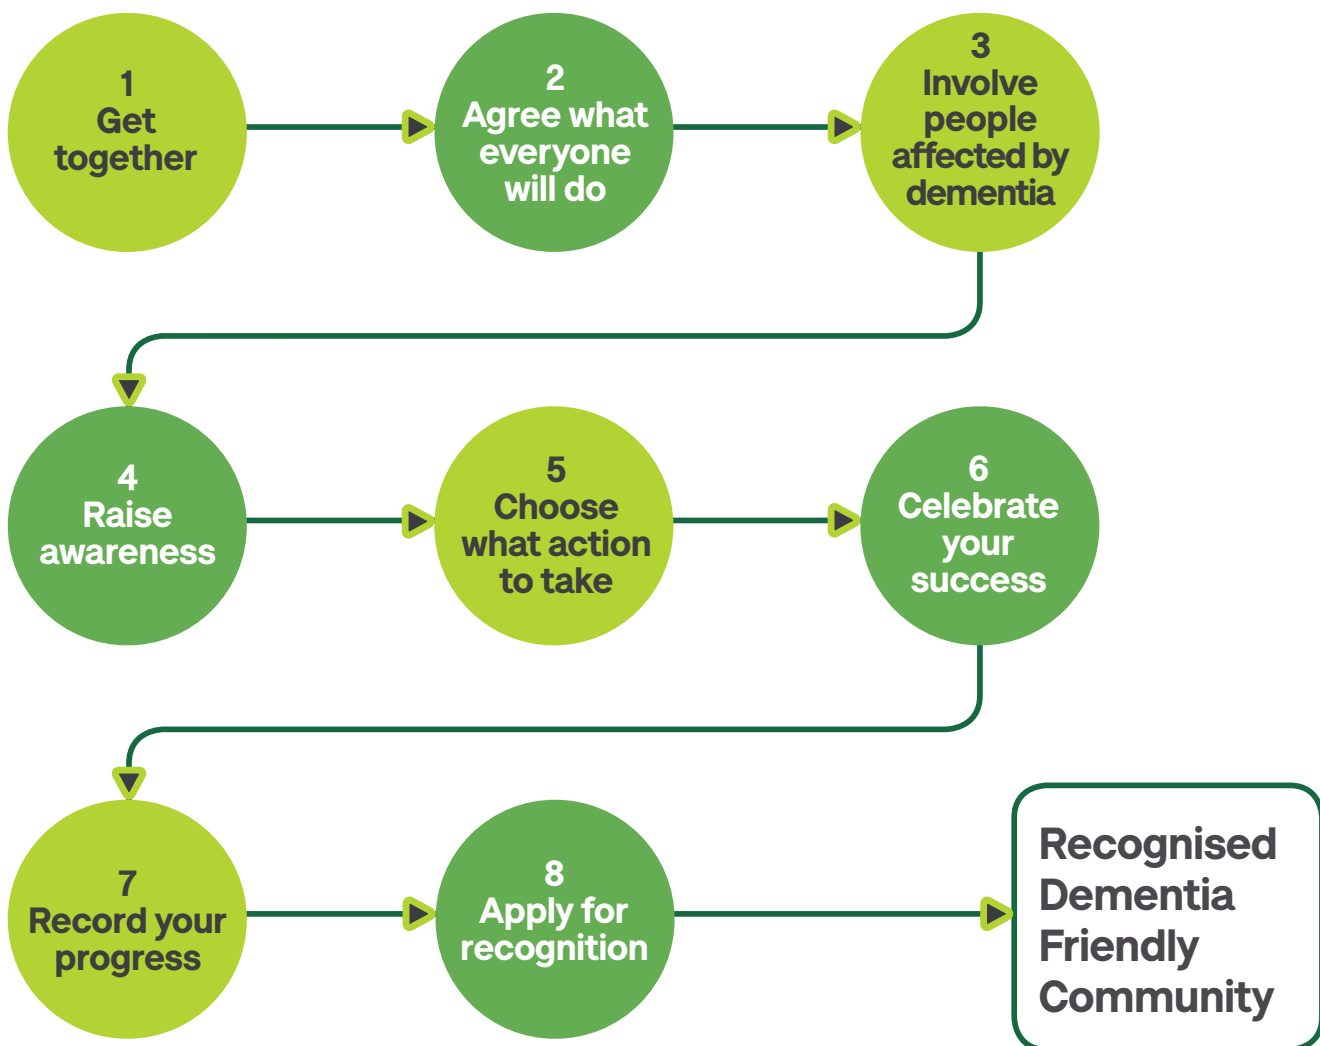 1
Get
together
2
Agree what
everyone
will do
3
Involve
people
affected by
dementia
4
Raise
awareness
5
Choose
what action
to take
6
Celebrate
your
success
7
Record your
progress
8
Apply for
recognition
Recognised
Dementia
Friendly
Community